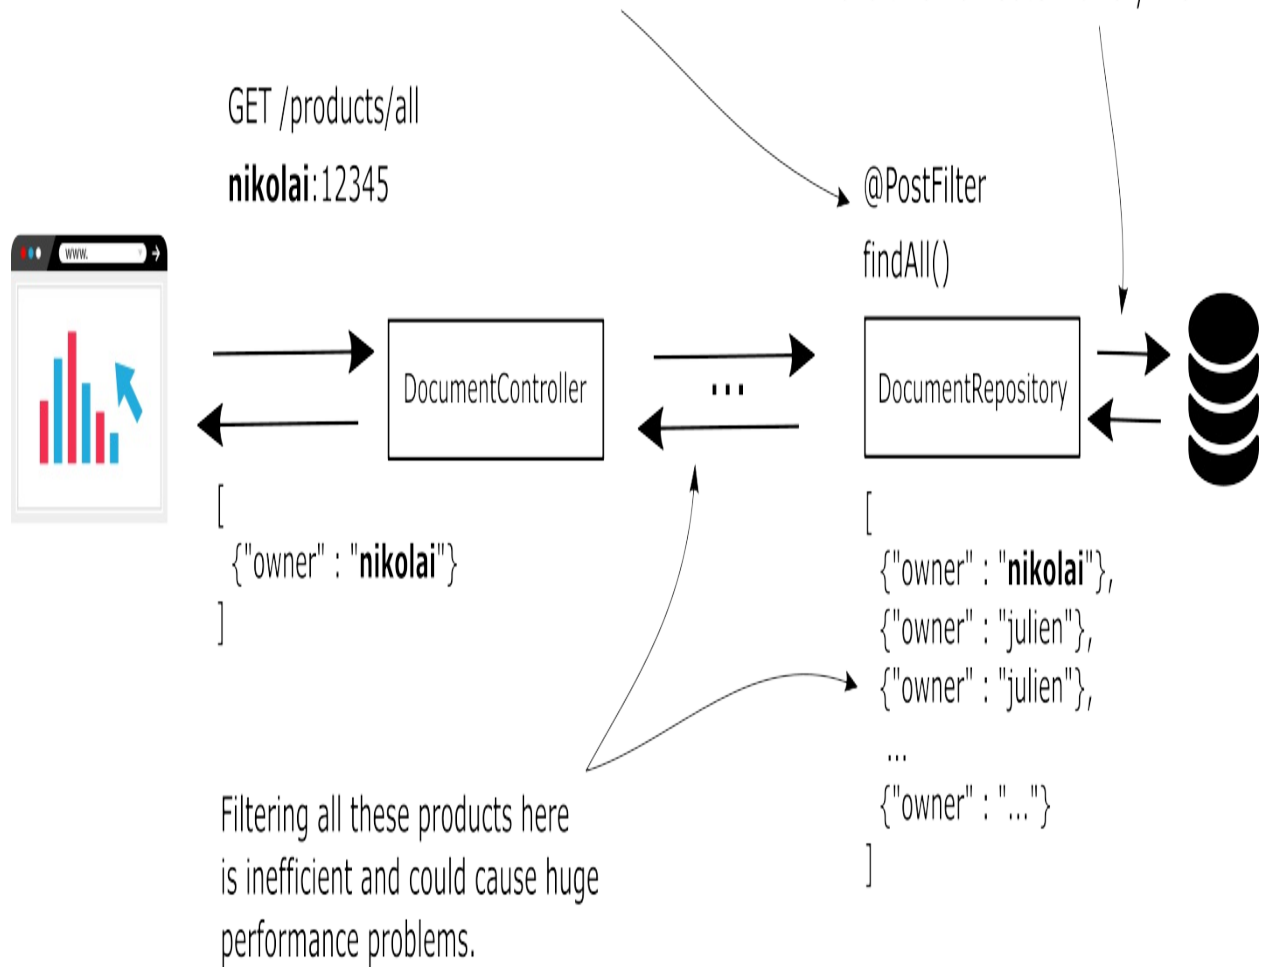 GET /products/all
nikolai:12345
www.
@PostFilter
findAll()
DocumentController
...
DocumentRepository
[
{"owner" : "nikolai"}
]
[
{"owner" : "nikolai"},
{"owner" : "julien"},
{"owner" : "julien"},
...
{"owner" : "..."}
]
Filtering all these products here
is inefficient and could cause huge
performance problems.